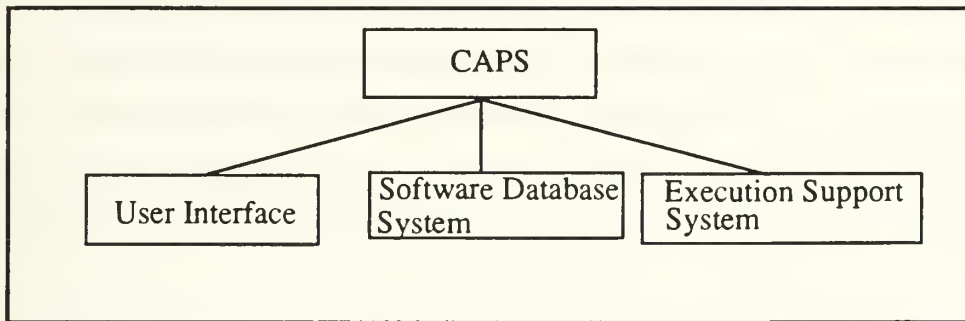 CAPS
User Interface
Software Database
System
Execution Support
System